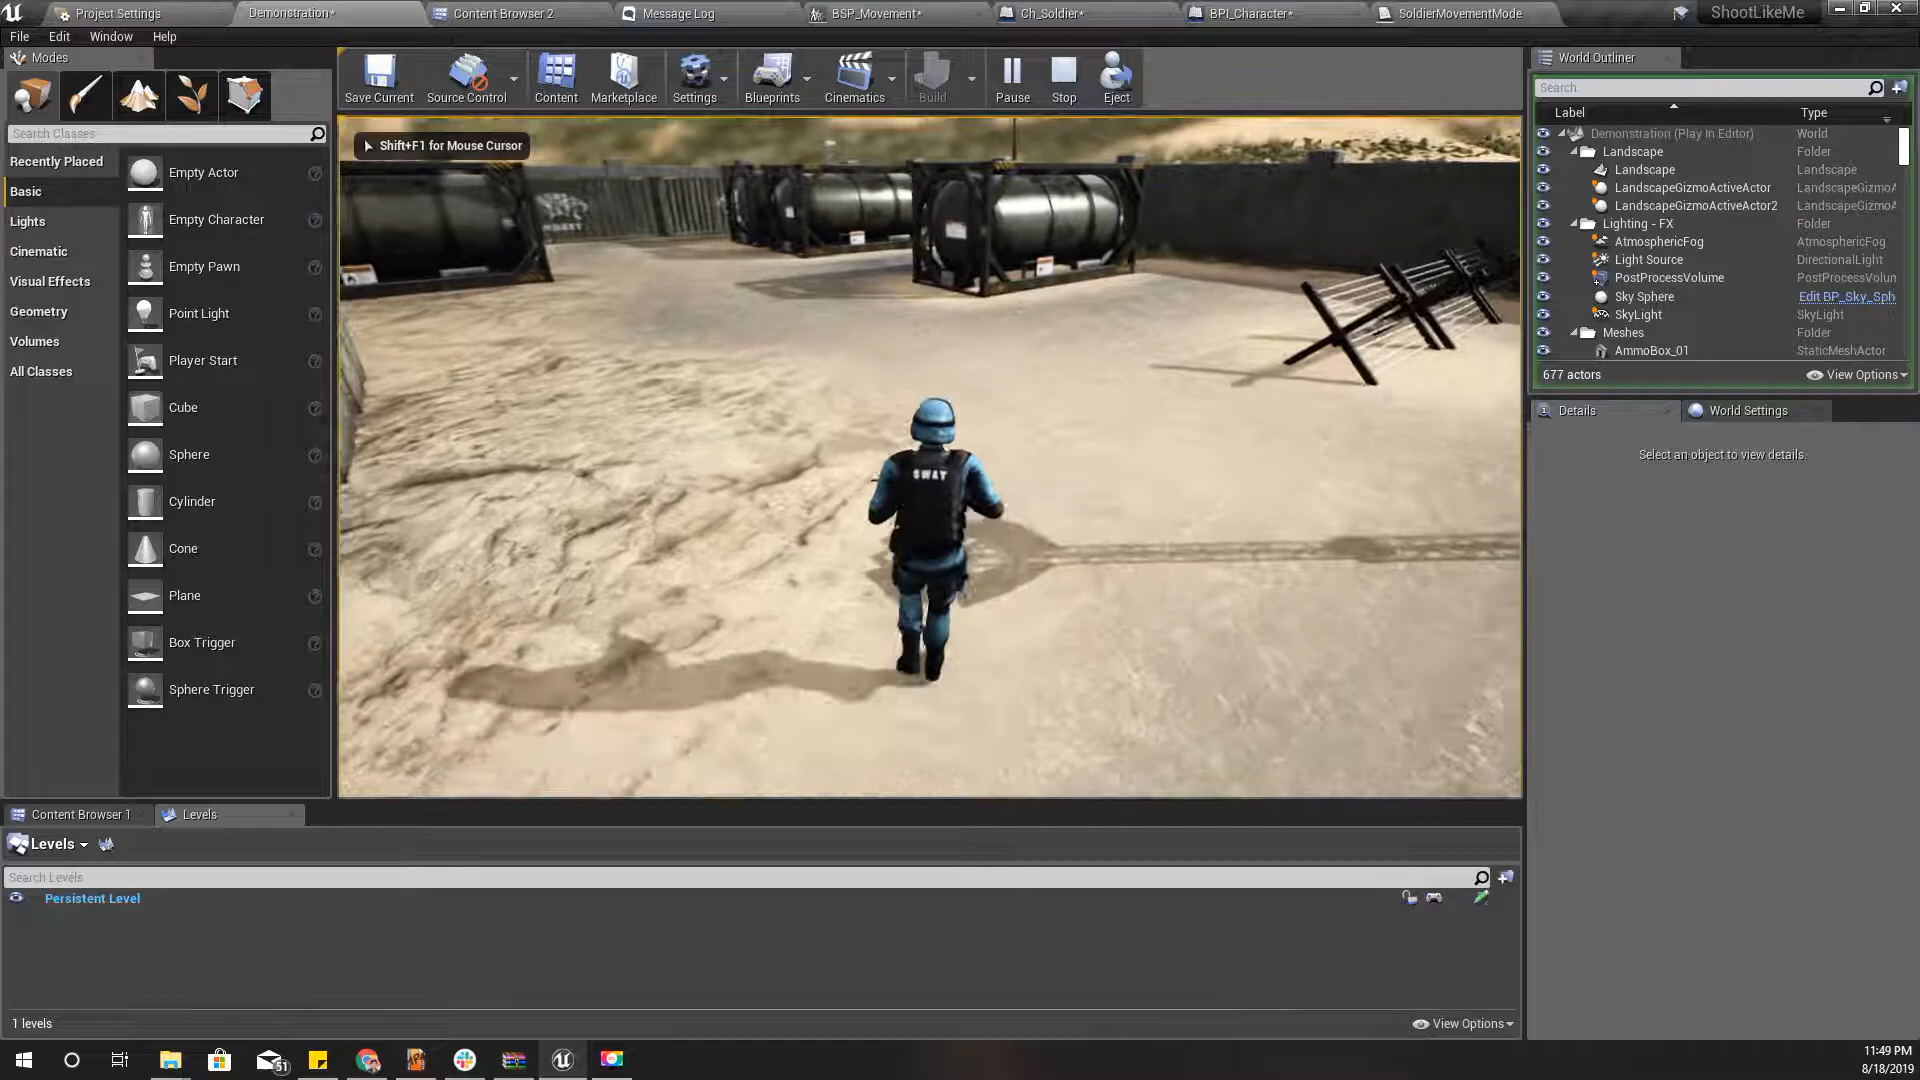 Project Settings
Demonstration*
Content Browser 2
Message Log
BSP_Movement*
Ch_Soldier*
BPI_Character*
SoldierMovementMode
ShootLikeMe
File Edit Window Help
Modes
Search Classes
Recently Placed
Basic
Lights
Cinematic
Visual Effects
Geometry
Volumes
All Classes
Empty Actor
Empty Character
Empty Pawn
Point Light
Player Start
Cube
Sphere
Cylinder
Cone
Plane
Box Trigger
Sphere Trigger
Save Current
Source Control
Content
Marketplace
Settings
Blueprints
Cinematics
Build
Pause
Stop
Eject
Shift+F1 for Mouse Cursor
SWAT
World Outliner
Search.
Label Type
Demonstration (Play In Editor) World
Landscape Folder
Landscape Landscape
LandscapeGizmoActiveActor LandscapeGizmoA
LandscapeGizmoActiveActor2 LandscapeGizmoA
Lighting - FX Folder
AtmosphericFog AtmosphericFog
Light Source DirectionalLight
PostProcessVolume PostProcessVolun
Sky Sphere Edit BP_Sky_Sph
SkyLight SkyLight
Meshes Folder
AmmoBox_01 StaticMeshActor
677 actors View Options
Details
World Settings
Select an object to view details.
Content Browser 1
Levels
Levels
Search Levels
Persistent Level
1 levels
View Options
51
11:49 PM
8/18/2019